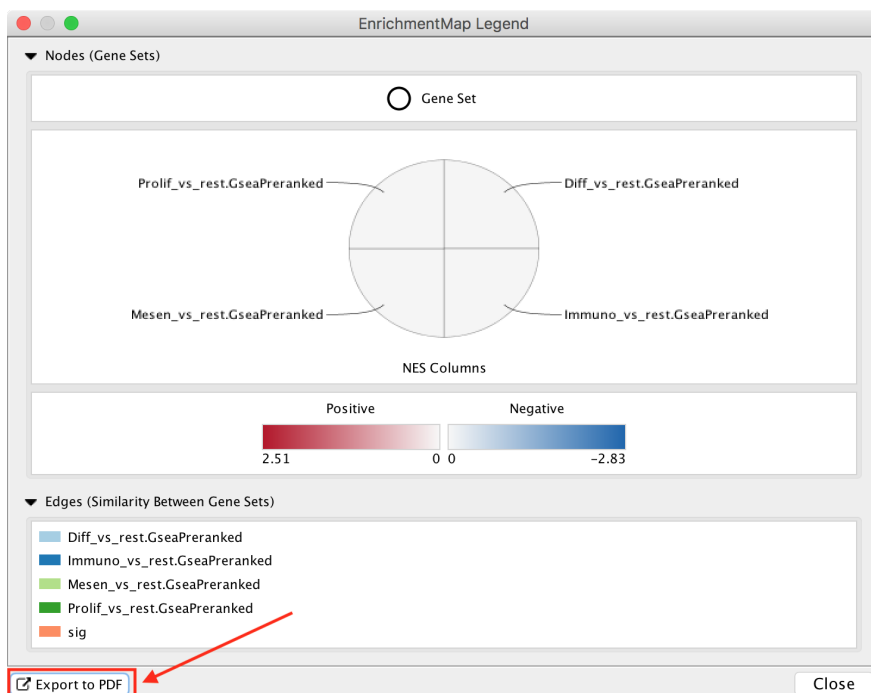 EnrichmentMap Legend
Nodes (Gene Sets)
Gene Set
Prolif_vs_rest.GseaPreranked
Diff_vs_rest.GseaPreranked
Mesen_vs_rest.GseaPreranked
Immuno_vs_rest.GseaPreranked
NES Columns
Positive Negative
2.51 0 0 -2.83
Edges (Similarity Between Gene Sets)
Diff_vs_rest.GseaPreranked
Immuno_vs_rest.GseaPreranked
Mesen_vs_rest.GseaPreranked
Prolif_vs_rest.GseaPreranked
sig
Export to PDF Close